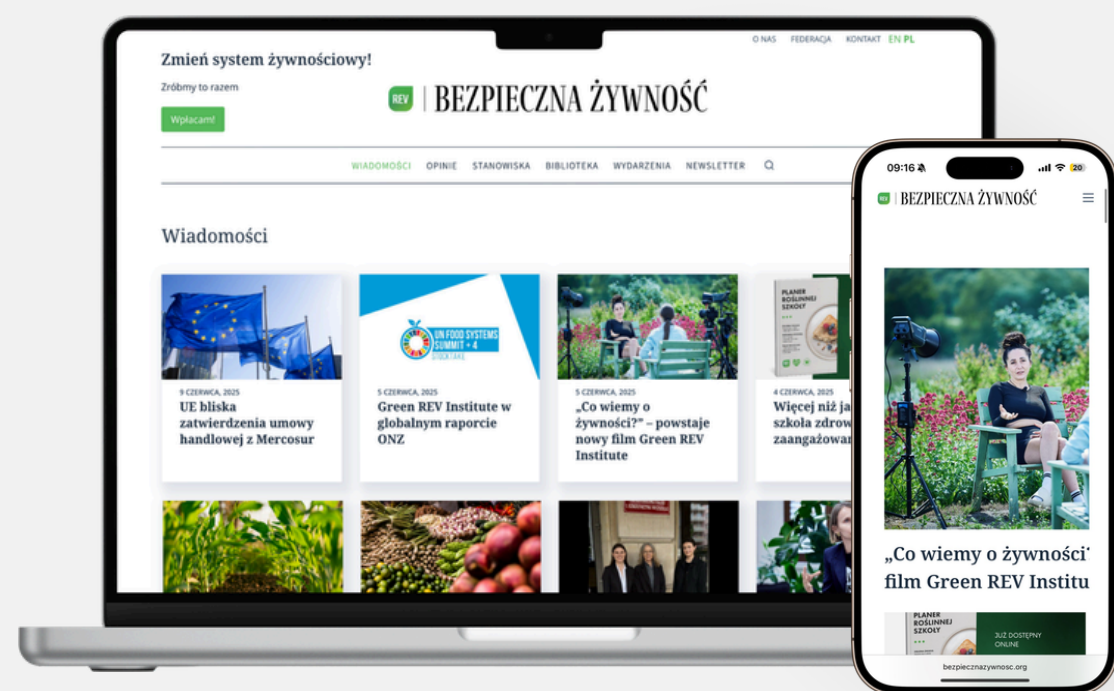 O NAS FEDERACJA KONTAKT EN PL
Zmień system żywnościowy!
Zróbmy to razem
Wpłacam!
REV | BEZPIECZNA ŻYWNOŚĆ
WIADOMOŚCI OPINIE STANOWISKA BIBLIOTEKA WYDARZENIA NEWSLETTER
Wiadomości
9 CZERWCA, 2025
UE bliska
zatwierdzenia umowy
handlowej z Mercosur
UN FOOD SYSTEMS
SUMMIT + 4
STOCKTAKE
5 CZERWCA, 2025
Green REV Institute w
globalnym raporcie
ONZ
5 CZERWCA, 2025
„Co wiemy o
żywności?” – powstaje
nowy film Green REV
Institute
PLANER
ROŚLINNEJ
SZKOŁY
4 CZERWCA, 2025
Więcej niż ja
szkoła zdrow
zaangażowan
09:16 20
REV | BEZPIECZNA ŻYWNOŚĆ
„Co wiemy o żywności
film Green REV Institu
PLANER
ROŚLINNEJ
SZKOŁY
JUŻ DOSTĘPNY
ONLINE
bezpiecznazywnosc.org